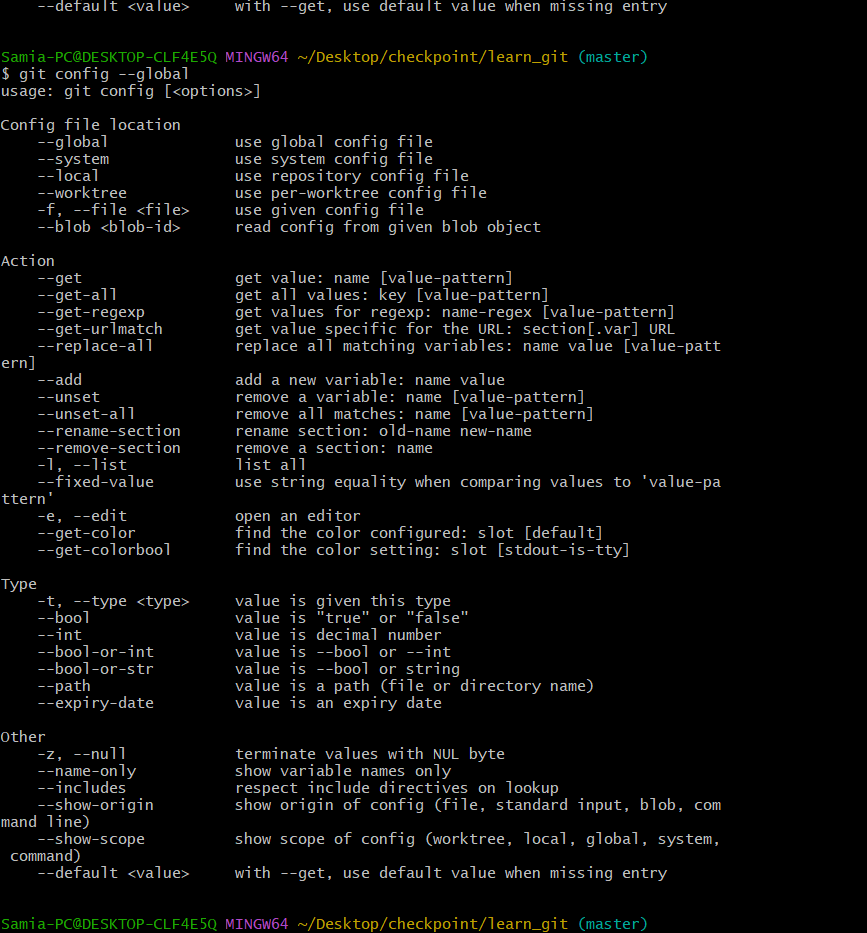 --default <value>     with --get, use default value when missing entry
Samia-PC@DESKTOP-CLF4E5Q MINGW64 ~/Desktop/checkpoint/learn_git (master)
$ git config --global
usage: git config [<options>]
Config file location
    --global              use global config file
    --system              use system config file
    --local               use repository config file
    --worktree            use per-worktree config file
    -f, --file <file>     use given config file
    --blob <blob-id>      read config from given blob object
Action
    --get                 get value: name [value-pattern]
    --get-all             get all values: key [value-pattern]
    --get-regexp          get values for regexp: name-regex [value-pattern]
    --get-urlmatch        get value specific for the URL: section[.var] URL
    --replace-all         replace all matching variables: name value [value-patt
ern]
    --add                 add a new variable: name value
    --unset               remove a variable: name [value-pattern]
    --unset-all           remove all matches: name [value-pattern]
    --rename-section      rename section: old-name new-name
    --remove-section      remove a section: name
    -l, --list            list all
    --fixed-value         use string equality when comparing values to 'value-pa
ttern'
    -e, --edit            open an editor
    --get-color           find the color configured: slot [default]
    --get-colorbool       find the color setting: slot [stdout-is-tty]
Type
    -t, --type <type>     value is given this type
    --bool                value is "true" or "false"
    --int                 value is decimal number
    --bool-or-int         value is --bool or --int
    --bool-or-str         value is --bool or string
    --path                value is a path (file or directory name)
    --expiry-date         value is an expiry date
Other
    -z, --null            terminate values with NUL byte
    --name-only           show variable names only
    --includes            respect include directives on lookup
    --show-origin         show origin of config (file, standard input, blob, com
mand line)
    --show-scope          show scope of config (worktree, local, global, system,
 command)
    --default <value>     with --get, use default value when missing entry
Samia-PC@DESKTOP-CLF4E5Q MINGW64 ~/Desktop/checkpoint/learn_git (master)